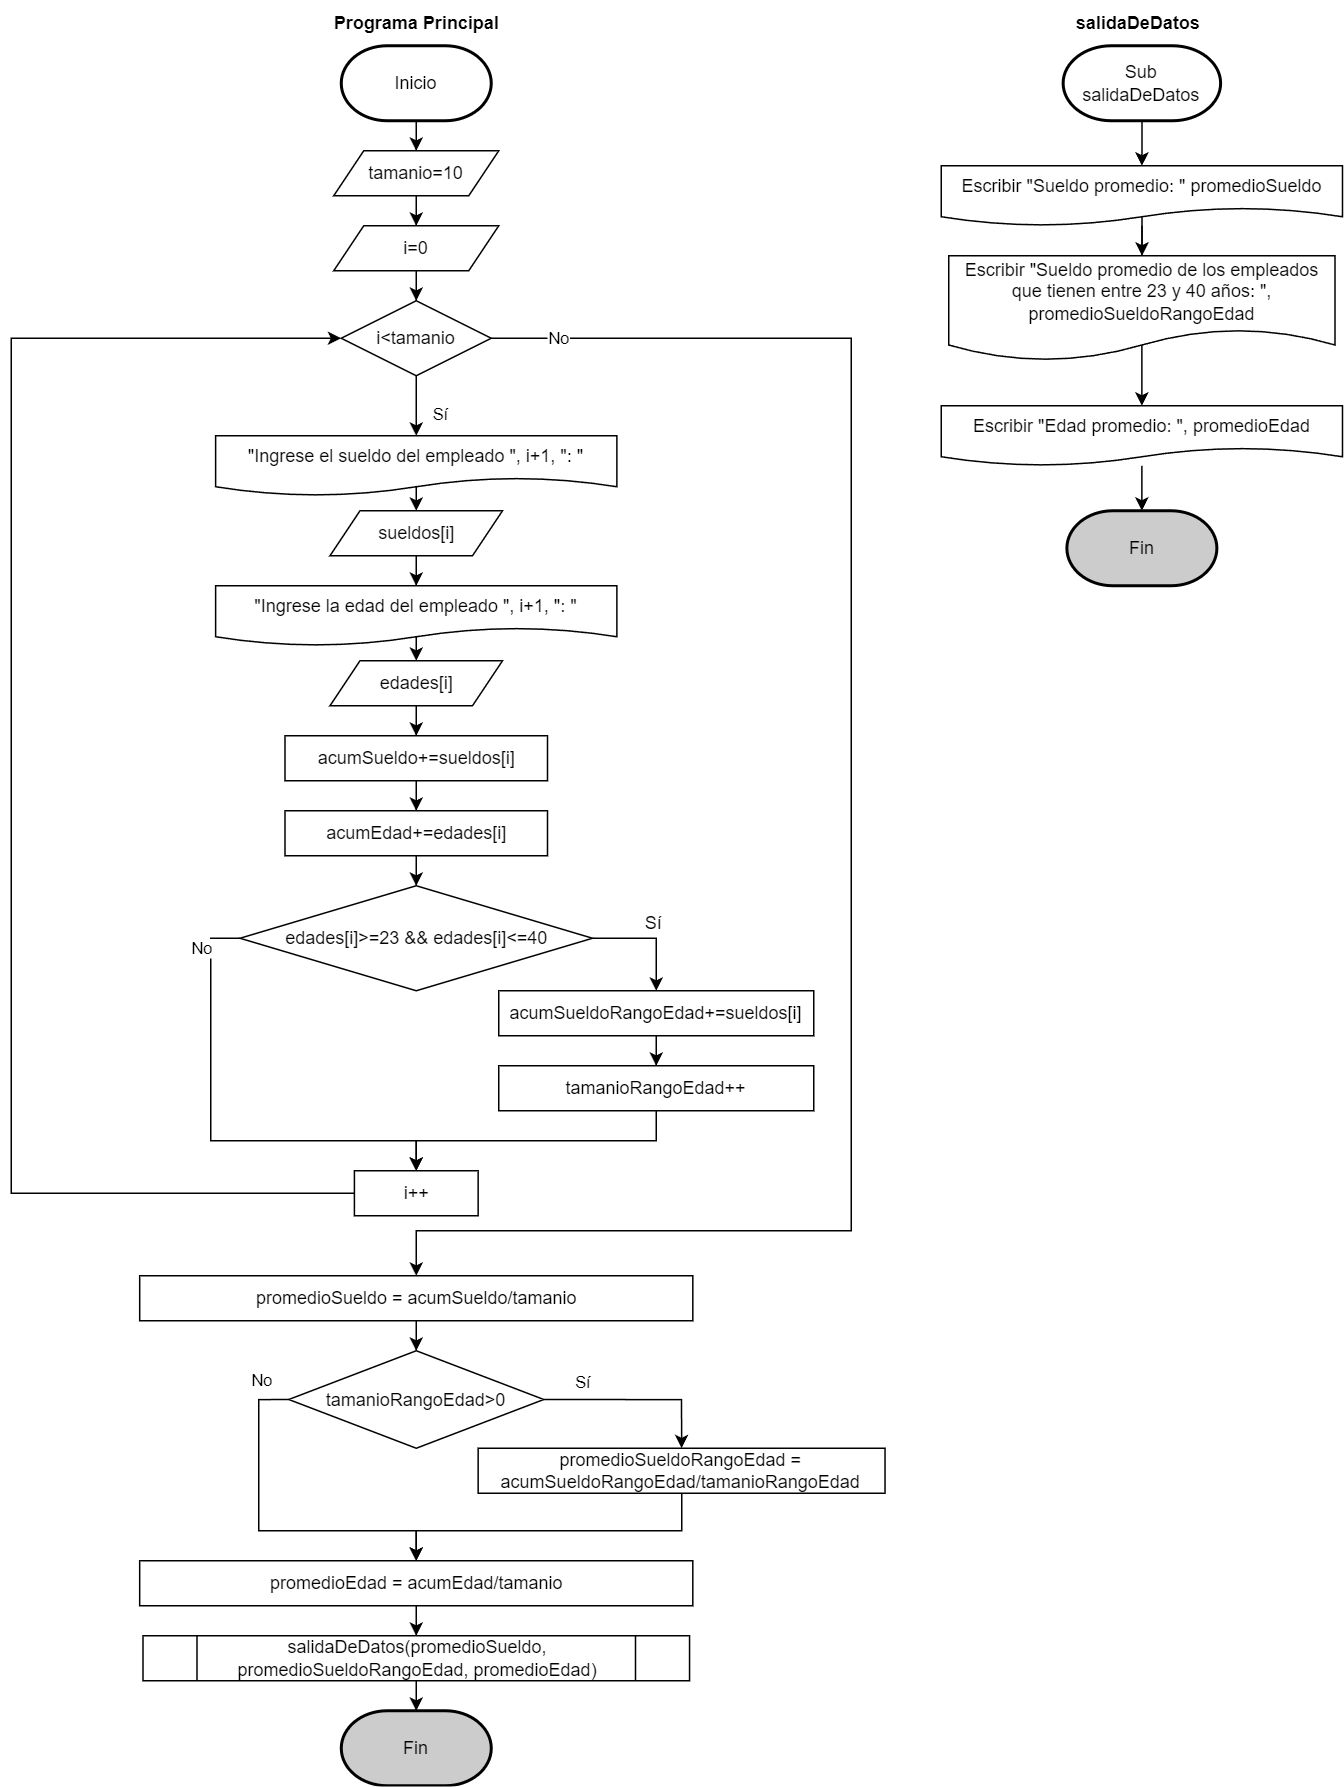 Programa Principal
Inicio
tamanio=10
i=0
i<tamanio
No
Sí
"Ingrese el sueldo del empleado ", i+1, ": "
sueldos[i]
"Ingrese la edad del empleado ", i+1, ": "
edades[i]
acumSueldo+=sueldos[i]
acumEdad+=edades[i]
edades[i]>=23 && edades[i]<=40
No
Sí
acumSueldoRangoEdad+=sueldos[i]
tamanioRangoEdad++
i++
promedioSueldo = acumSueldo/tamanio
tamanioRangoEdad>0
No
Sí
promedioSueldoRangoEdad =
acumSueldoRangoEdad/tamanioRangoEdad
promedioEdad = acumEdad/tamanio
salidaDeDatos(promedioSueldo,
promedioSueldoRangoEdad, promedioEdad)
Fin
salidaDeDatos
Sub
salidaDeDatos
Escribir "Sueldo promedio: " promedioSueldo
Escribir "Sueldo promedio de los empleados
que tienen entre 23 y 40 años: ",
promedioSueldoRangoEdad
Escribir "Edad promedio: ", promedioEdad
Fin